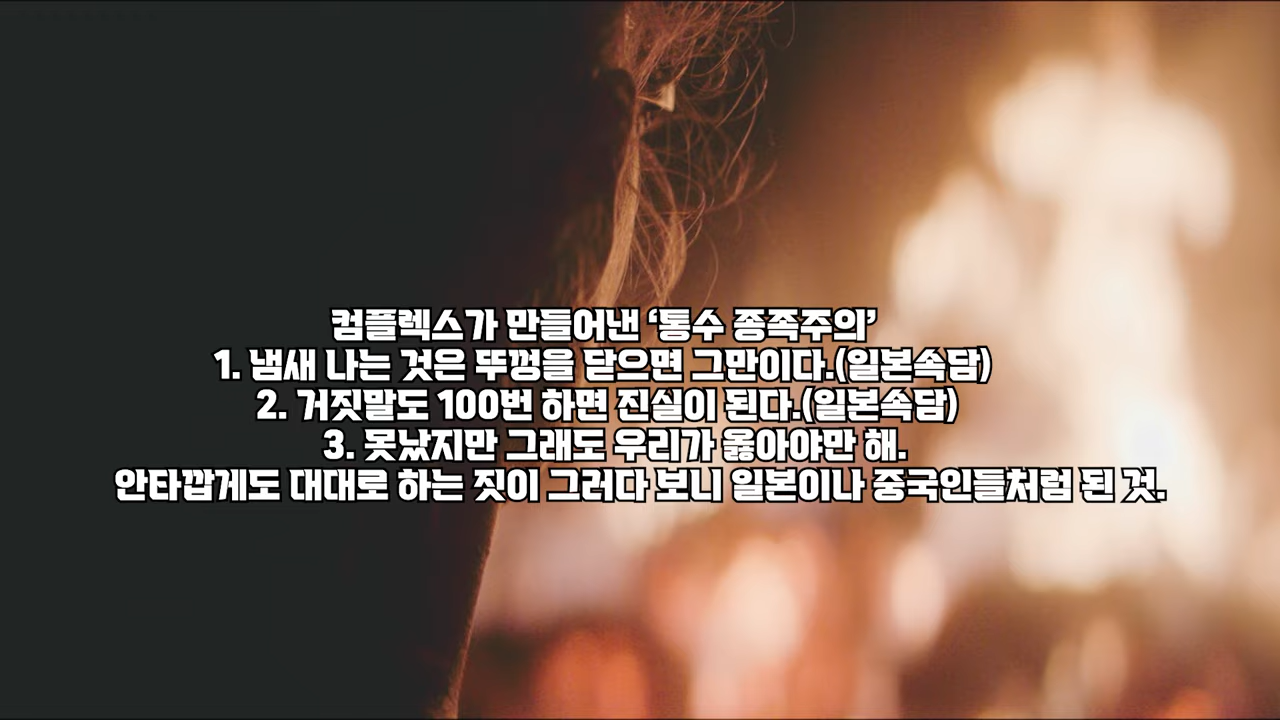 컴플렉스가 만들어낸 ‘통수 종족주의’
1. 냄새 나는 것은 뚜껑을 닫으면 그만이다.(일본속담)
2. 거짓말도 100번 하면 진실이 된다.(일본속담)
3. 못났지만 그래도 우리가 옳아야만 해.
안타깝게도 대대로 하는 짓이 그러다 보니 일본이나 중국인들처럼 된 것.